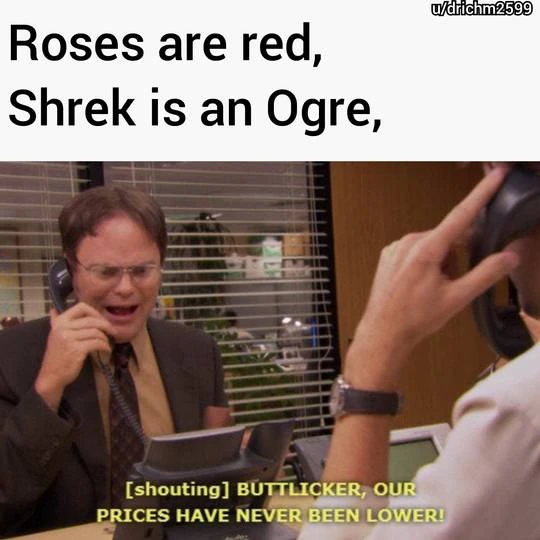 u/drichm2599
Roses are red,
Shrek is an Ogre,
[shouting] BUTTLICKER, OUR
PRICES HAVE NEVER BEEN LOWER!